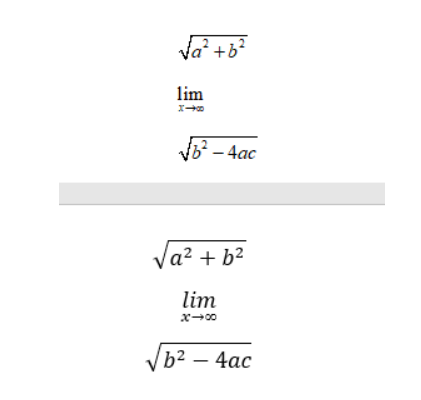 √a² + b²
lim
x→∞
√b² − 4ac
√a² + b²
lim
x→∞
√b² − 4ac